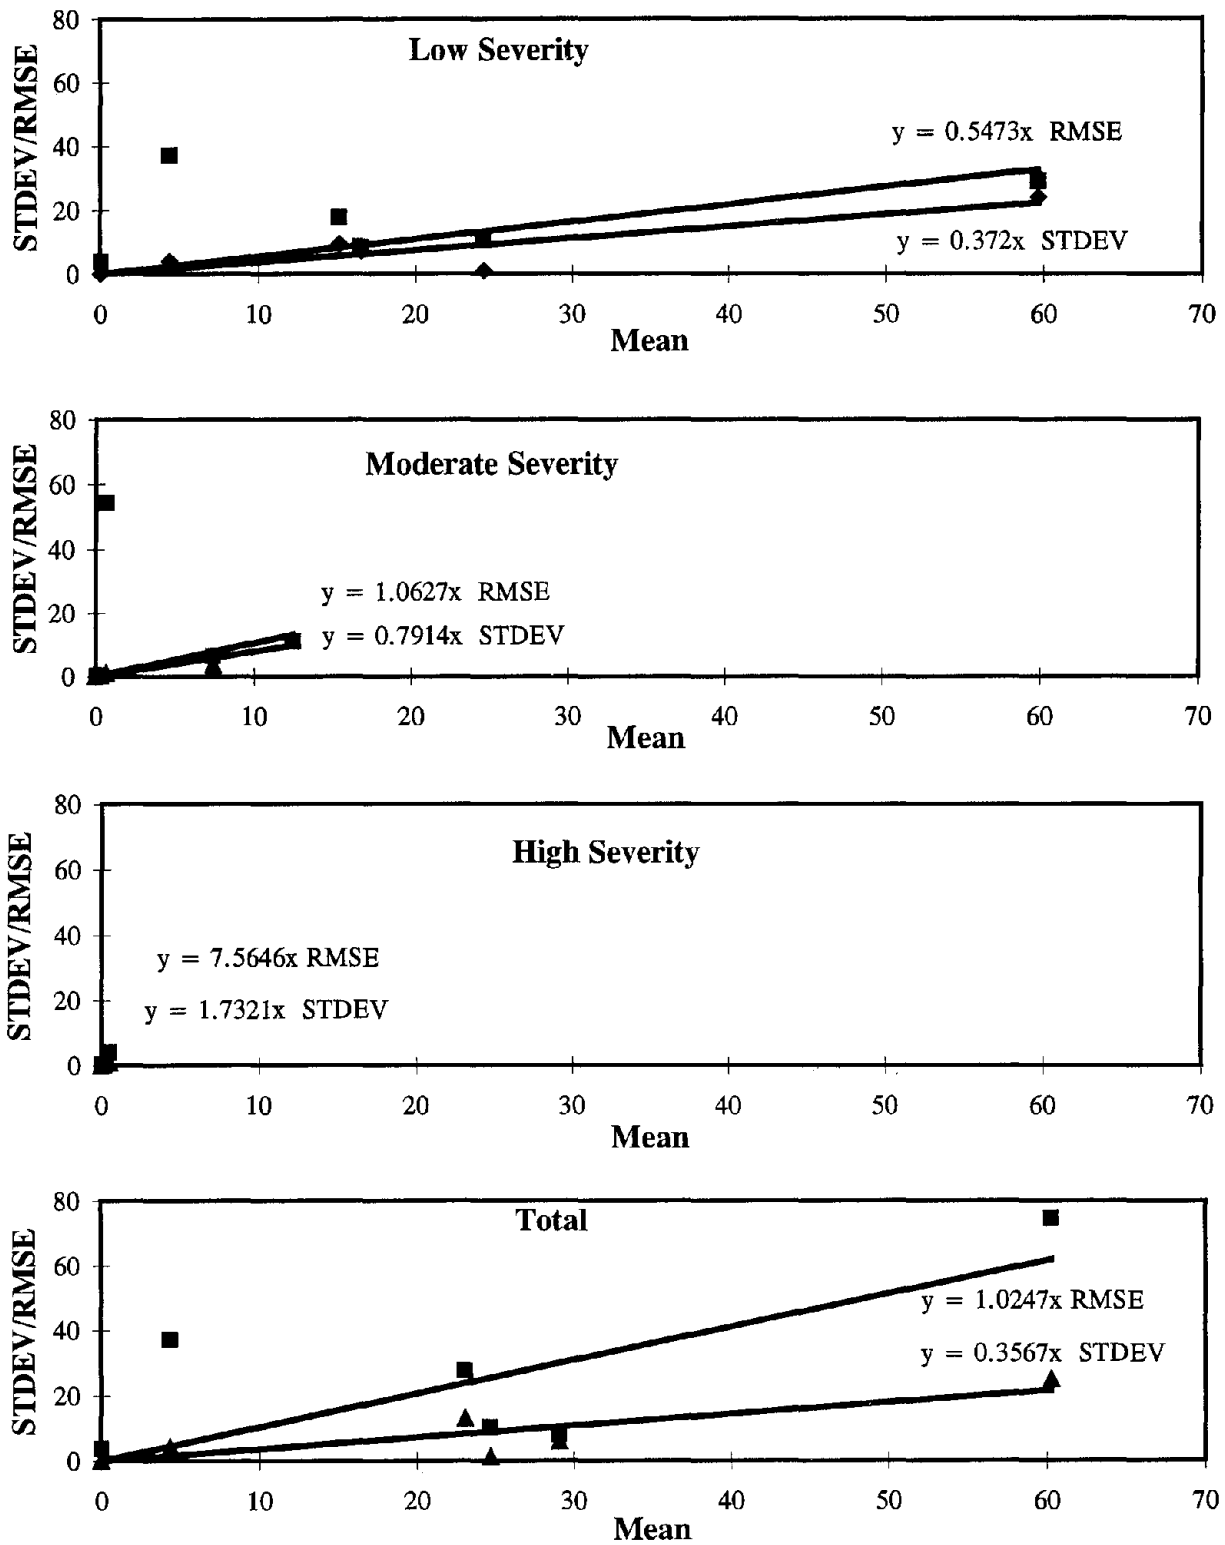 Low Severity
STDEV/RMSE
80
60
40
20
0
y = 0.5473x RMSE
y = 0.372x STDEV
0 10 20 30 40 50 60 70
Mean
Moderate Severity
STDEV/RMSE
80
60
40
20
0
y = 1.0627x RMSE
y = 0.7914x STDEV
0 10 20 30 40 50 60 70
Mean
High Severity
STDEV/RMSE
80
60
40
20
0
y = 7.5646x RMSE
y = 1.7321x STDEV
0 10 20 30 40 50 60 70
Mean
Total
STDEV/RMSE
80
60
40
20
0
y = 1.0247x RMSE
y = 0.3567x STDEV
0 10 20 30 40 50 60 70
Mean